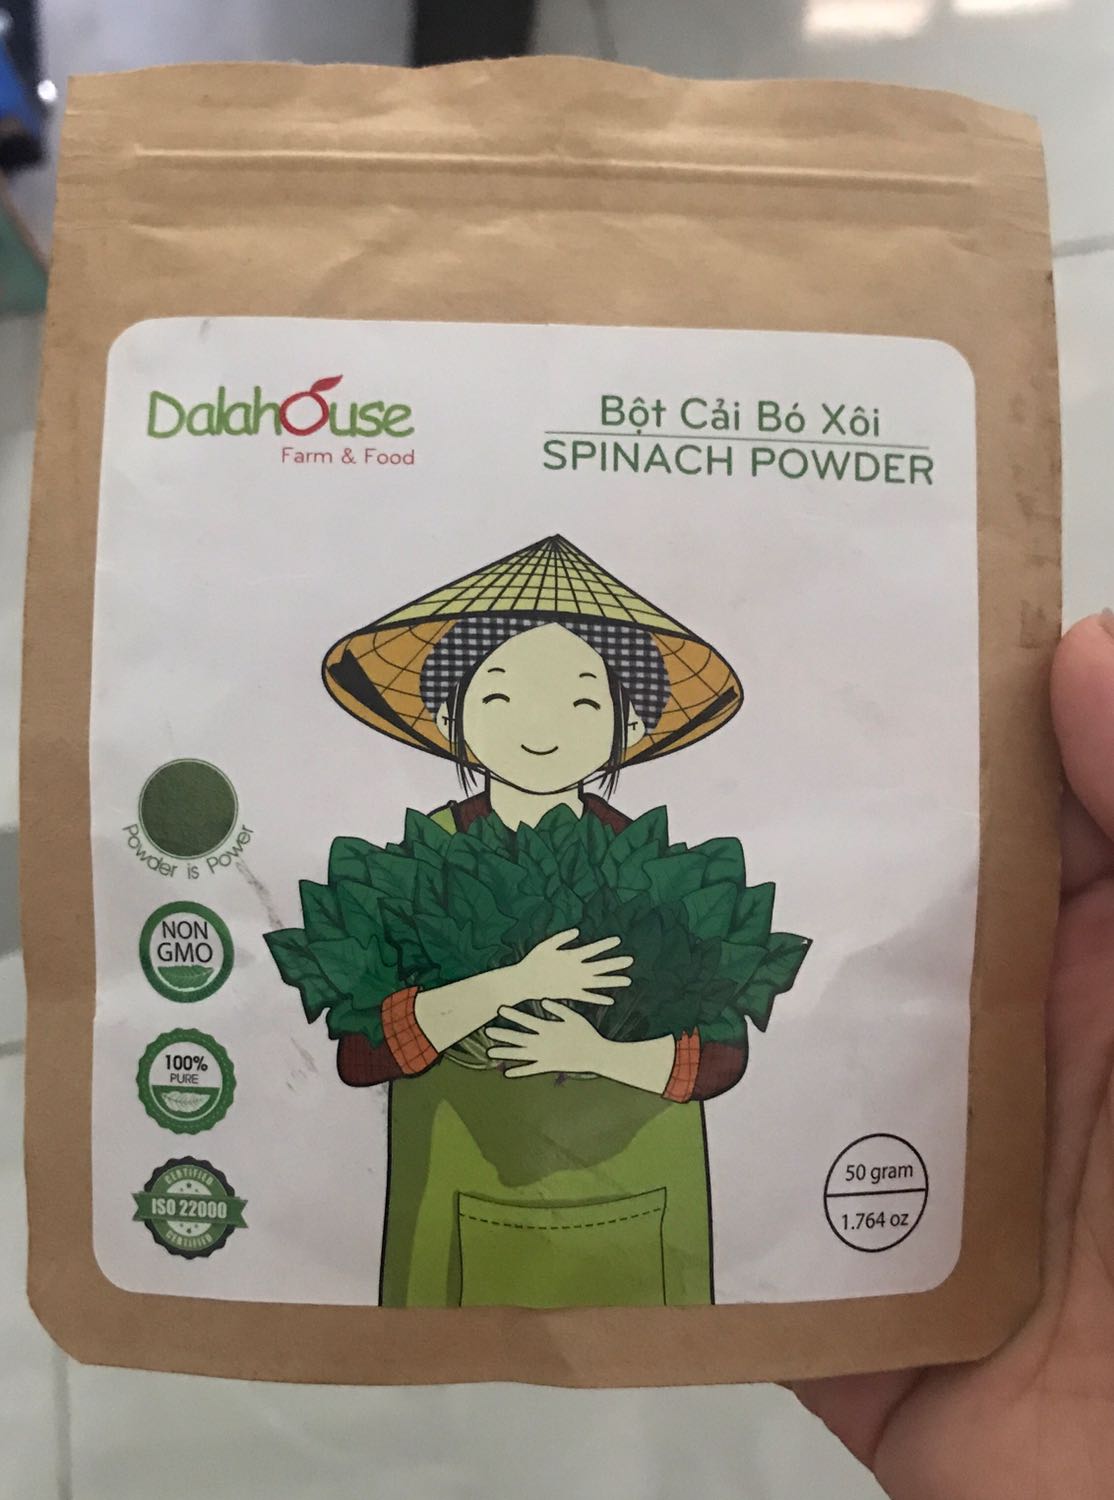 Dalahouse
Farm & Food
Bột Cải Bó Xôi
SPINACH POWDER
Powder is Power
NON
GMO
100%
PURE
CERTIFIED
ISO 22000
CERTIFIED
50 gram
1.764 oz